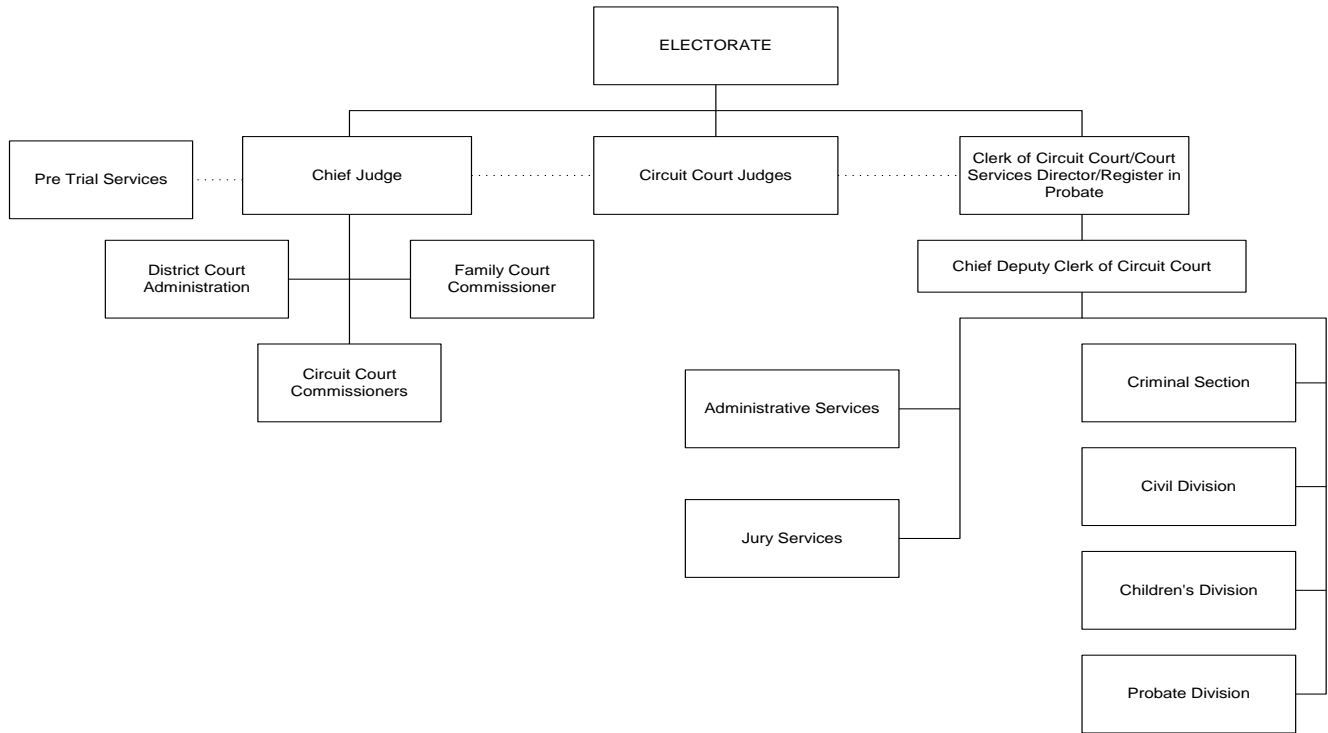 ELECTORATE
Pre Trial Services
Chief Judge
Circuit Court Judges
Clerk of Circuit Court/Court
Services Director/Register in
Probate
District Court
Administration
Family Court
Commissioner
Chief Deputy Clerk of Circuit Court
Circuit Court
Commissioners
Administrative Services
Criminal Section
Jury Services
Civil Division
Children's Division
Probate Division